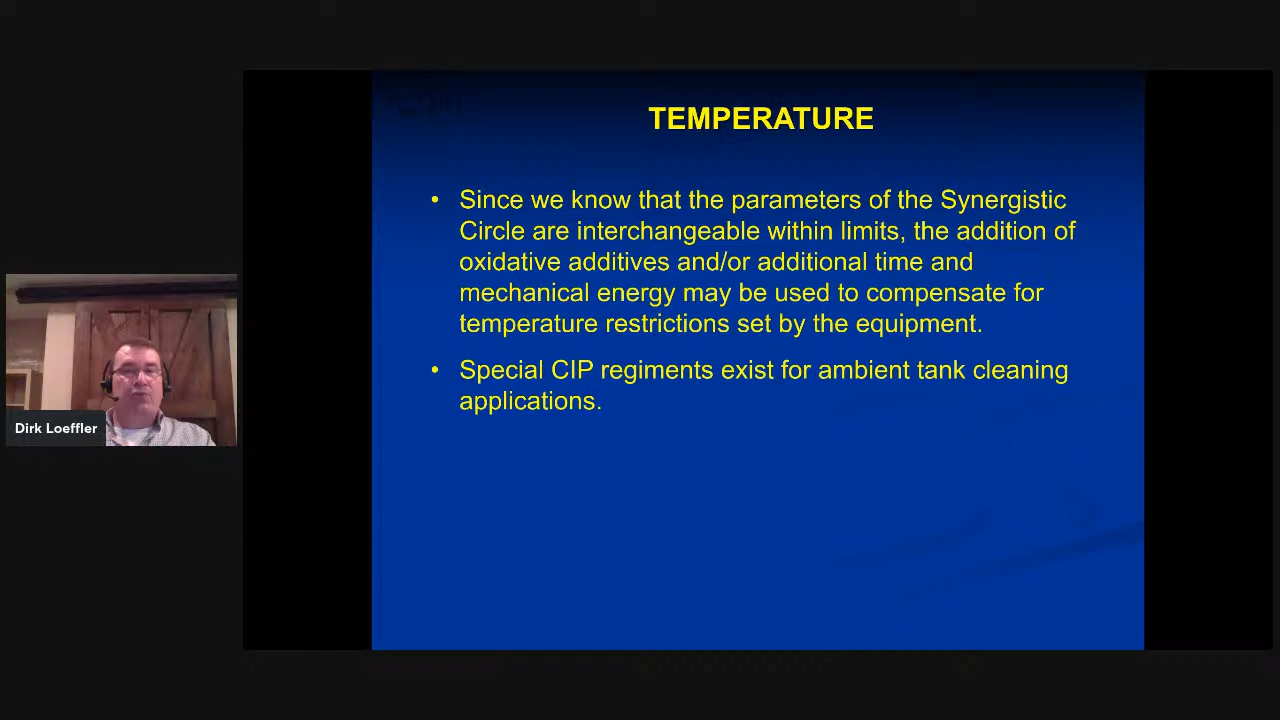 TEMPERATURE
• Since we know that the parameters of the Synergistic
Circle are interchangeable within limits, the addition of
oxidative additives and/or additional time and
mechanical energy may be used to compensate for
temperature restrictions set by the equipment.
• Special CIP regiments exist for ambient tank cleaning
applications.
Dirk Loeffler